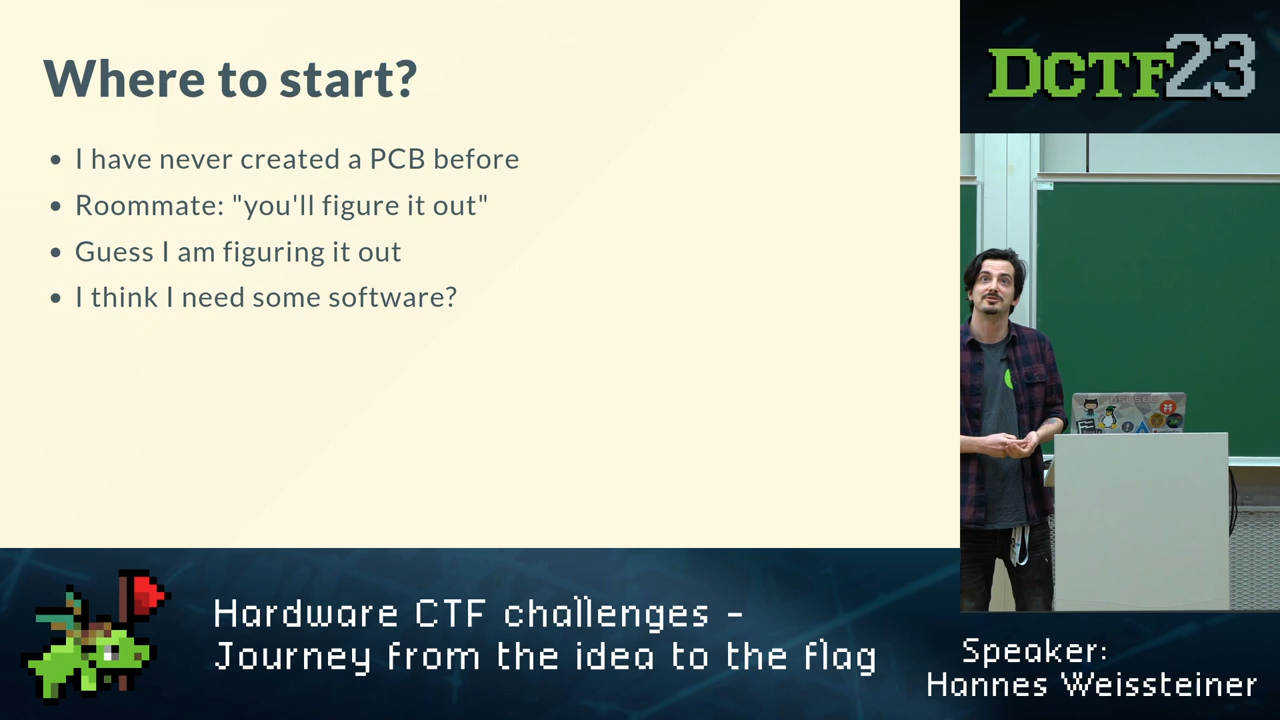 Where to start?
I have never created a PCB before
Roommate: "you'll figure it out"
Guess I am figuring it out
I think I need some software?
DCTF23
Hardware CTF challenges -
Journey from the idea to the flag
Speaker:
Hannes Weissteiner